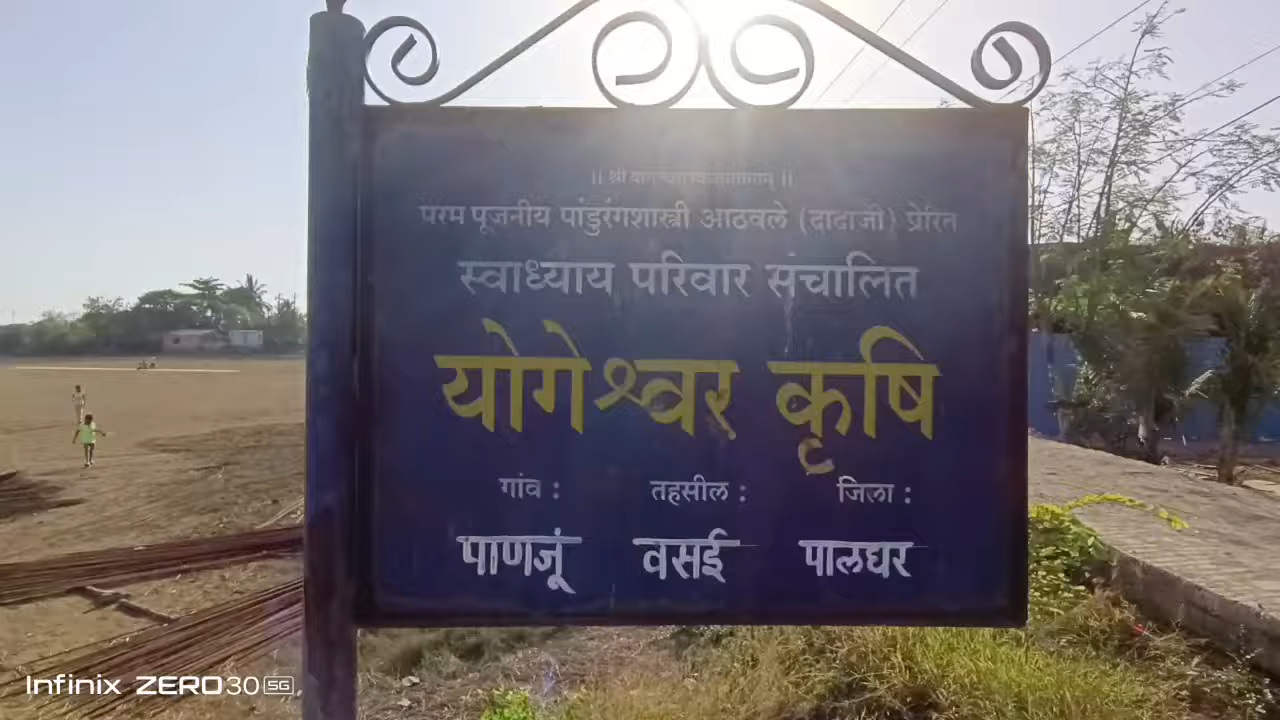 || श्री ||
परम पूजनीय पांडुरंगशास्त्री आठवले (दादाजी) प्रेरित
स्वाध्याय परिवार संचालित
योगेश्वर कृषि
गांव : तहसील : जिला :
पाणजूं वसई पालघर
Infinix ZERO30 5G